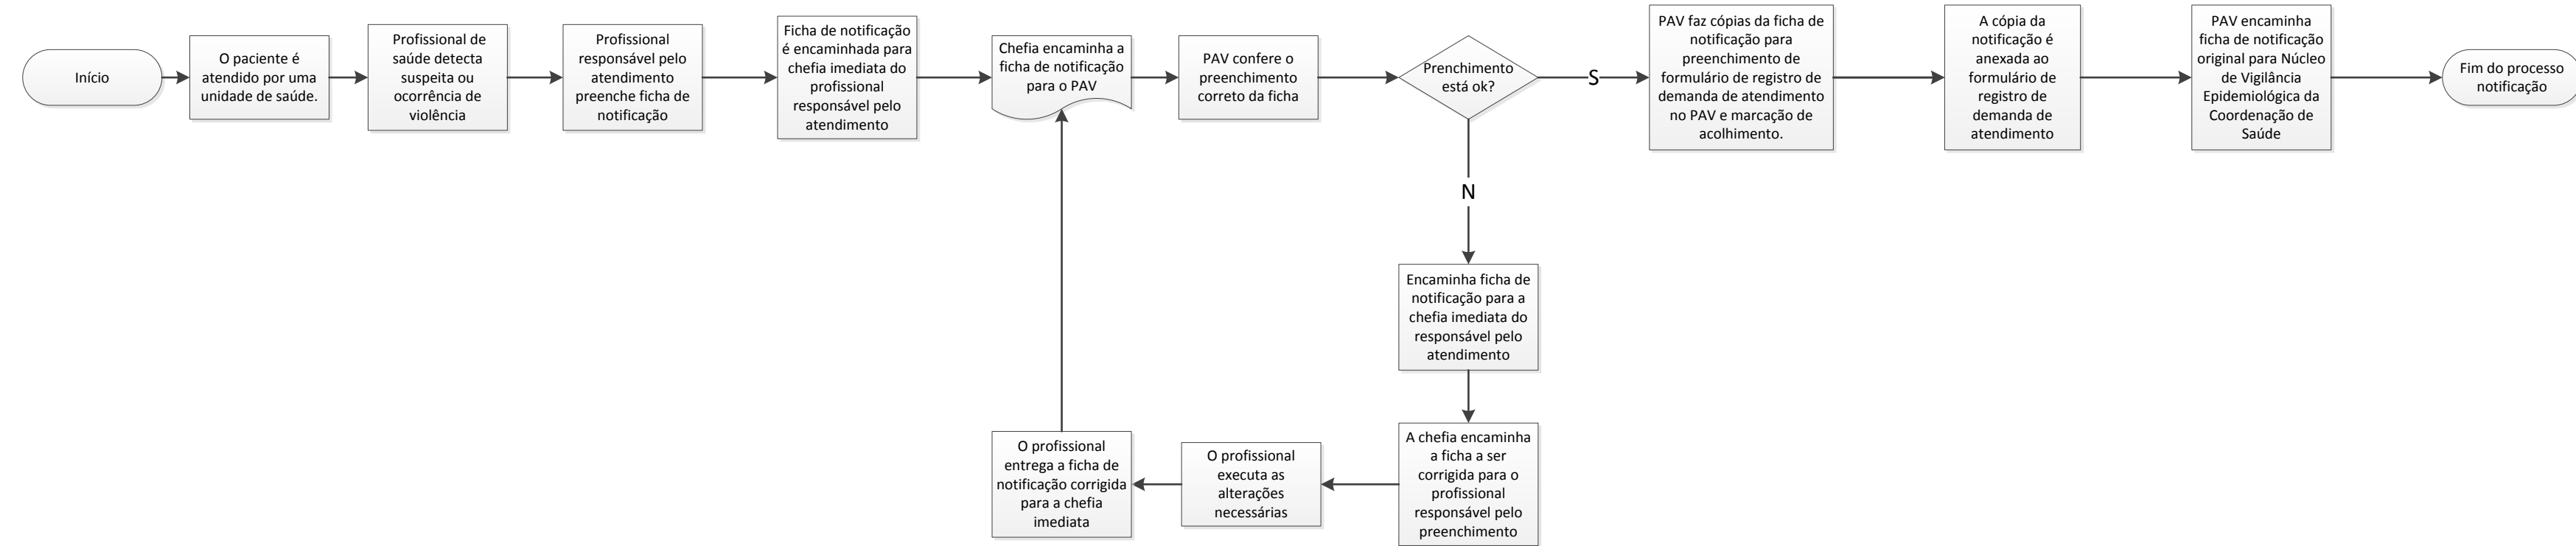 Início
O paciente é
atendido por uma
unidade de saúde.
Profissional de
saúde detecta
suspeita ou
ocorrência de
violência
Profissional
responsável pelo
atendimento
preenche ficha de
notificação
Ficha de notificação
é encaminhada para
chefia imediata do
profissional
responsável pelo
atendimento
Chefia encaminha a
ficha de notificação
para o PAV
PAV confere o
preenchimento
correto da ficha
Prenchimento
está ok?
S
PAV faz cópias da ficha de
notificação para
preenchimento de
formulário de registro de
demanda de atendimento
no PAV e marcação de
acolhimento.
A cópia da
notificação é
anexada ao
formulário de
registro de
demanda de
atendimento
PAV encaminha
ficha de notificação
original para Núcleo
de Vigilância
Epidemiológica da
Coordenação de
Saúde
Fim do processo
notificação
N
Encaminha ficha de
notificação para a
chefia imediata do
responsável pelo
atendimento
A chefia encaminha
a ficha a ser
corrigida para o
profissional
responsável pelo
preenchimento
O profissional
executa as
alterações
necessárias
O profissional
entrega a ficha de
notificação corrigida
para a chefia
imediata